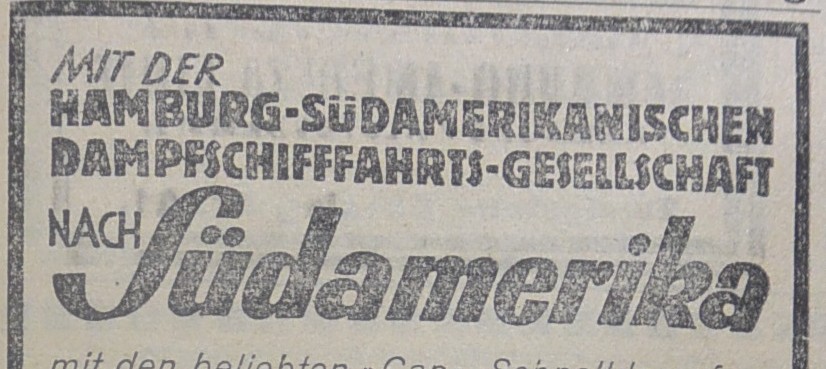 MIT DER
HAMBURG-SÜDAMERIKANISCHEN
DAMPFSCHIFFFAHRTS-GESELLSCHAFT
NACH Südamerika
mit den beliebten „Cap"-